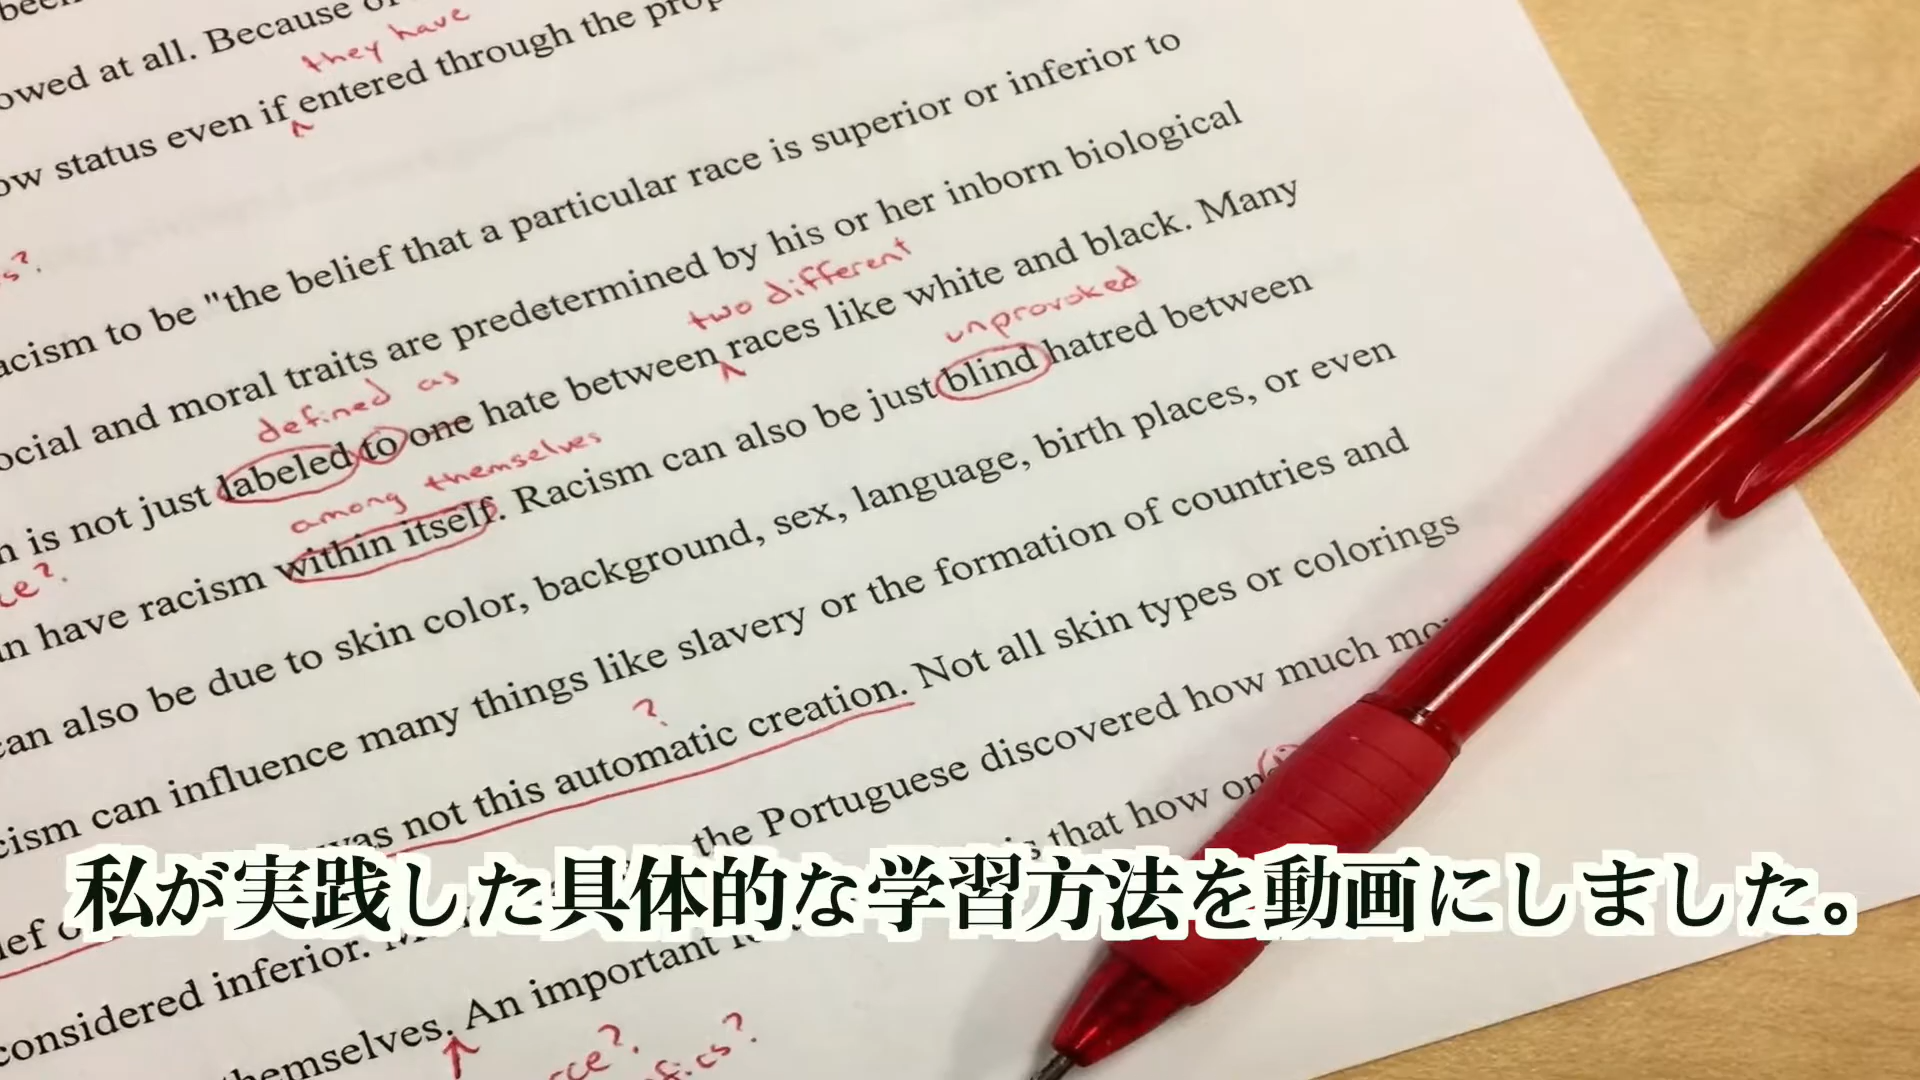 owed at all. Because
they have
ow status even if entered through the
acism to be "the belief that a particular race is superior or inferior to
ocial and moral traits are predetermined by his or her inborn biological
two different
defined as
n is not just labeled to one hate between races like white and black. Many
unprovoked
among themselves
n have racism within itself. Racism can also be just blind hatred between
can also be due to skin color, background, sex, language, birth places, or even
cism can influence many things like slavery or the formation of countries and
?
was not this automatic creation. Not all skin types or colorings
the Portuguese discovered how much
is that how
considered inferior.
themselves. An important
私が実践した具体的な学習方法を動画にしました。